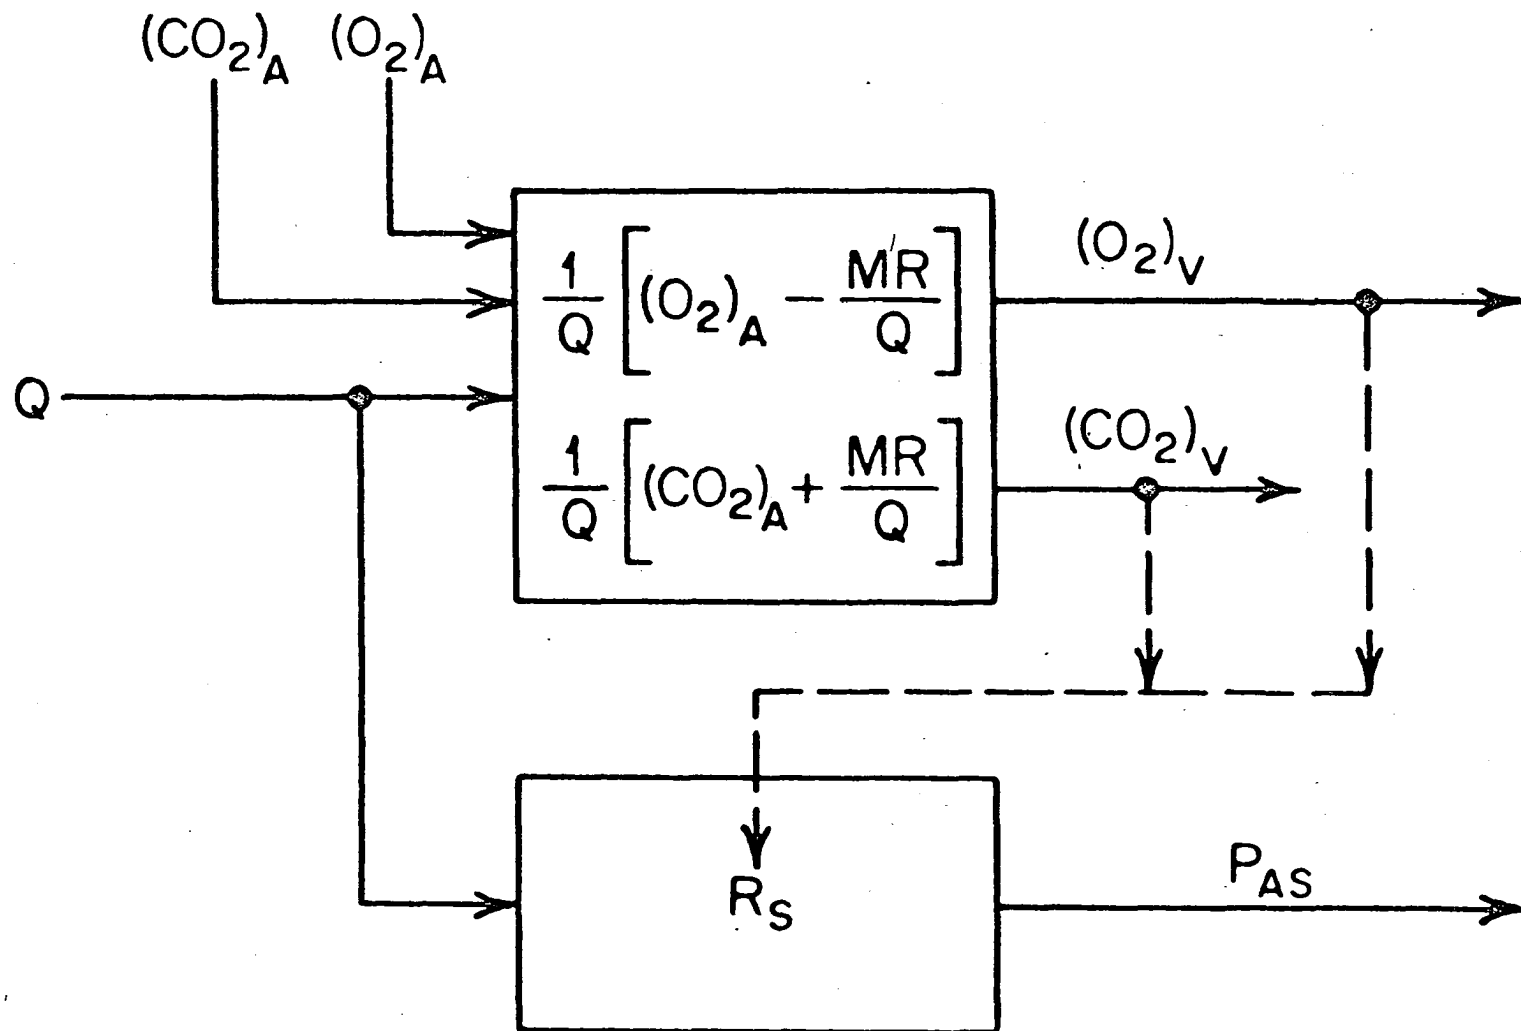 (CO₂)A (O₂)A
(O₂)V
1/Q [(O₂)A − MR/Q]
Q
(CO₂)V
1/Q [(CO₂)A + MR/Q]
PAS
RS